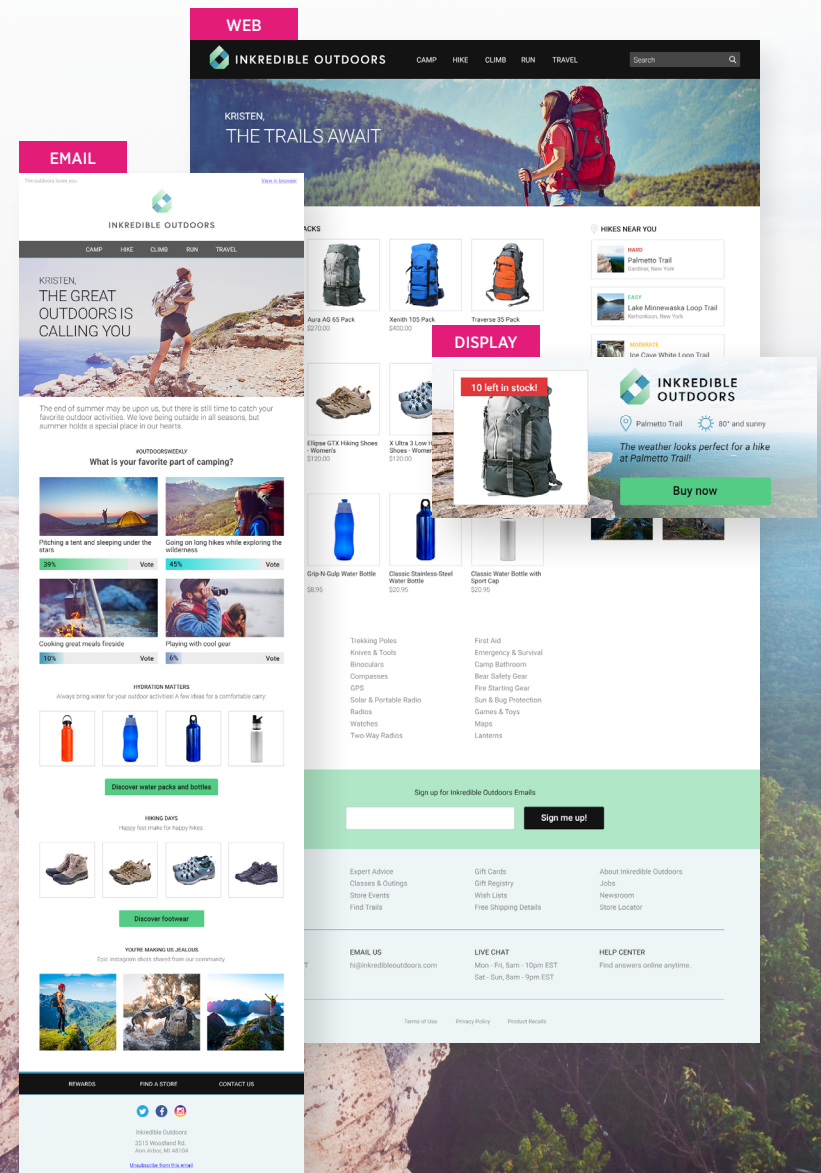 WEB
INKREDIBLE OUTDOORS
CAMP HIKE CLIMB RUN TRAVEL
Search
KRISTEN,
THE TRAILS AWAIT
ACKS
Aura AG 65 Pack
$270.00
Xenith 105 Pack
$400.00
Traverse 35 Pack
Ellipse GTX Hiking Shoes
- Women's
$120.00
X Ultra 3 Low H
Shoes - Women
$120.00
Grip-N-Gulp Water Bottle
$8.95
Classic Stainless-Steel
Water Bottle
$20.95
Classic Water Bottle with
Sport Cap
$20.95
HIKES NEAR YOU
HARD
Palmetto Trail
Gardiner, New York
EASY
Lake Minnewaska Loop Trail
Kerhonkson, New York
MODERATE
Ice Cave White Loop Trail
Trekking Poles
Knives & Tools
Binoculars
Compasses
GPS
Solar & Portable Radio
Radios
Watches
Two-Way Radios
First Aid
Emergency & Survival
Camp Bathroom
Bear Safety Gear
Fire Starting Gear
Sun & Bug Protection
Games & Toys
Maps
Lanterns
Sign up for Inkredible Outdoors Emails
Sign me up!
Expert Advice
Classes & Outings
Store Events
Find Trails
Gift Cards
Gift Registry
Wish Lists
Free Shipping Details
About Inkredible Outdoors
Jobs
Newsroom
Store Locator
T
EMAIL US
hi@inkredibleoutdoors.com
LIVE CHAT
Mon - Fri, 5am - 10pm EST
Sat - Sun, 8am - 9pm EST
HELP CENTER
Find answers online anytime.
Terms of Use Privacy Policy Product Recalls
DISPLAY
10 left in stock!
INKREDIBLE
OUTDOORS
Palmetto Trail 80° and sunny
The weather looks perfect for a hike
at Palmetto Trail!
Buy now
EMAIL
The outdoors loves you.
View in browser
INKREDIBLE OUTDOORS
CAMP HIKE CLIMB RUN TRAVEL
KRISTEN,
THE GREAT
OUTDOORS IS
CALLING YOU
The end of summer may be upon us, but there is still time to catch your
favorite outdoor activities. We love being outside in all seasons, but
summer holds a special place in our hearts.
#OUTDOORSWEEKLY
What is your favorite part of camping?
Pitching a tent and sleeping under the
stars
39% Vote
Going on long hikes while exploring the
wilderness
45% Vote
Cooking great meals fireside
10% Vote
Playing with cool gear
6% Vote
HYDRATION MATTERS
Always bring water for your outdoor activities! A few ideas for a comfortable carry:
Discover water packs and bottles
HIKING DAYS
Happy feet make for happy hikes.
Discover footwear
YOU'RE MAKING US JEALOUS
Epic Instagram shots shared from our community.
REWARDS FIND A STORE CONTACT US
Inkredible Outdoors
3515 Woodland Rd.
Ann Arbor, MI 48104
Unsubscribe from this email